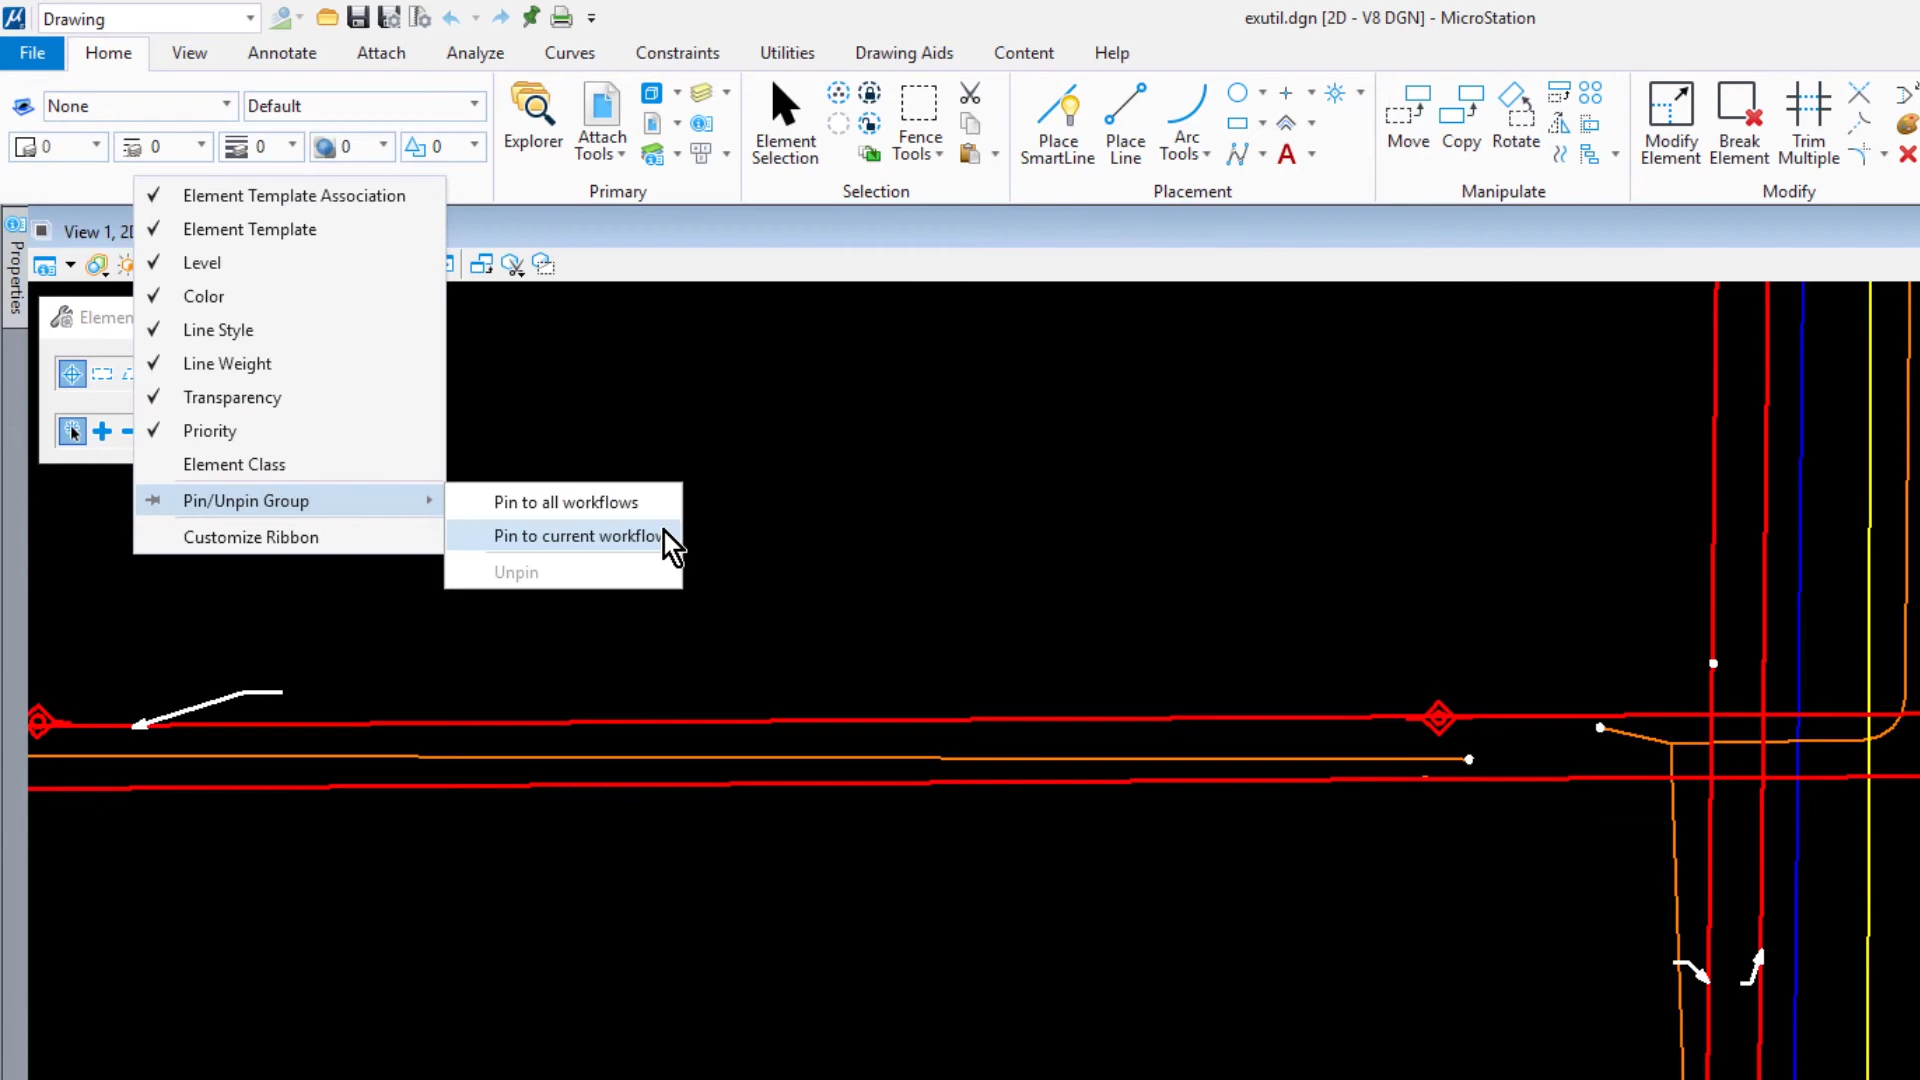 Drawing
exutil.dgn [2D - V8 DGN] - MicroStation
File Home View Annotate Attach Analyze Curves Constraints Utilities Drawing Aids Content Help
None Default
0 0 0 0 0
Explorer
Attach Tools
Primary
Element Selection
Fence Tools
Selection
Place SmartLine
Place Line
Arc Tools
Placement
Move Copy Rotate
Manipulate
Modify Element
Break Element
Trim Multiple
Modify
Properties
View 1,
Element Template Association
Element Template
Level
Color
Line Style
Line Weight
Transparency
Priority
Element Class
Pin/Unpin Group
Customize Ribbon
Pin to all workflows
Pin to current workflow
Unpin
Elemen